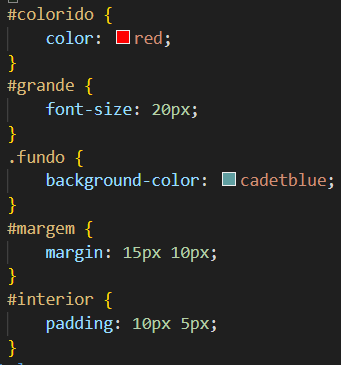 #colorido {
color: red;
}
#grande {
font-size: 20px;
}
.fundo {
background-color: cadetblue;
}
#margem {
margin: 15px 10px;
}
#interior {
padding: 10px 5px;
}